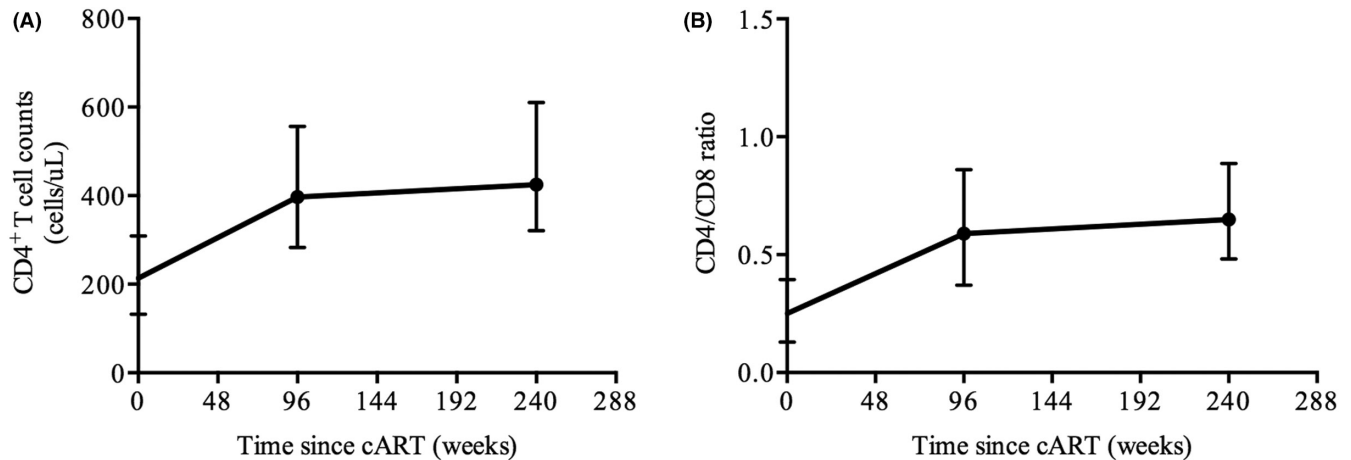 (A)
CD4+ T cell counts
(cells/uL)
800
600
400
200
0
0 48 96 144 192 240 288
Time since cART (weeks)
(B)
CD4/CD8 ratio
1.5
1.0
0.5
0.0
0 48 96 144 192 240 288
Time since cART (weeks)